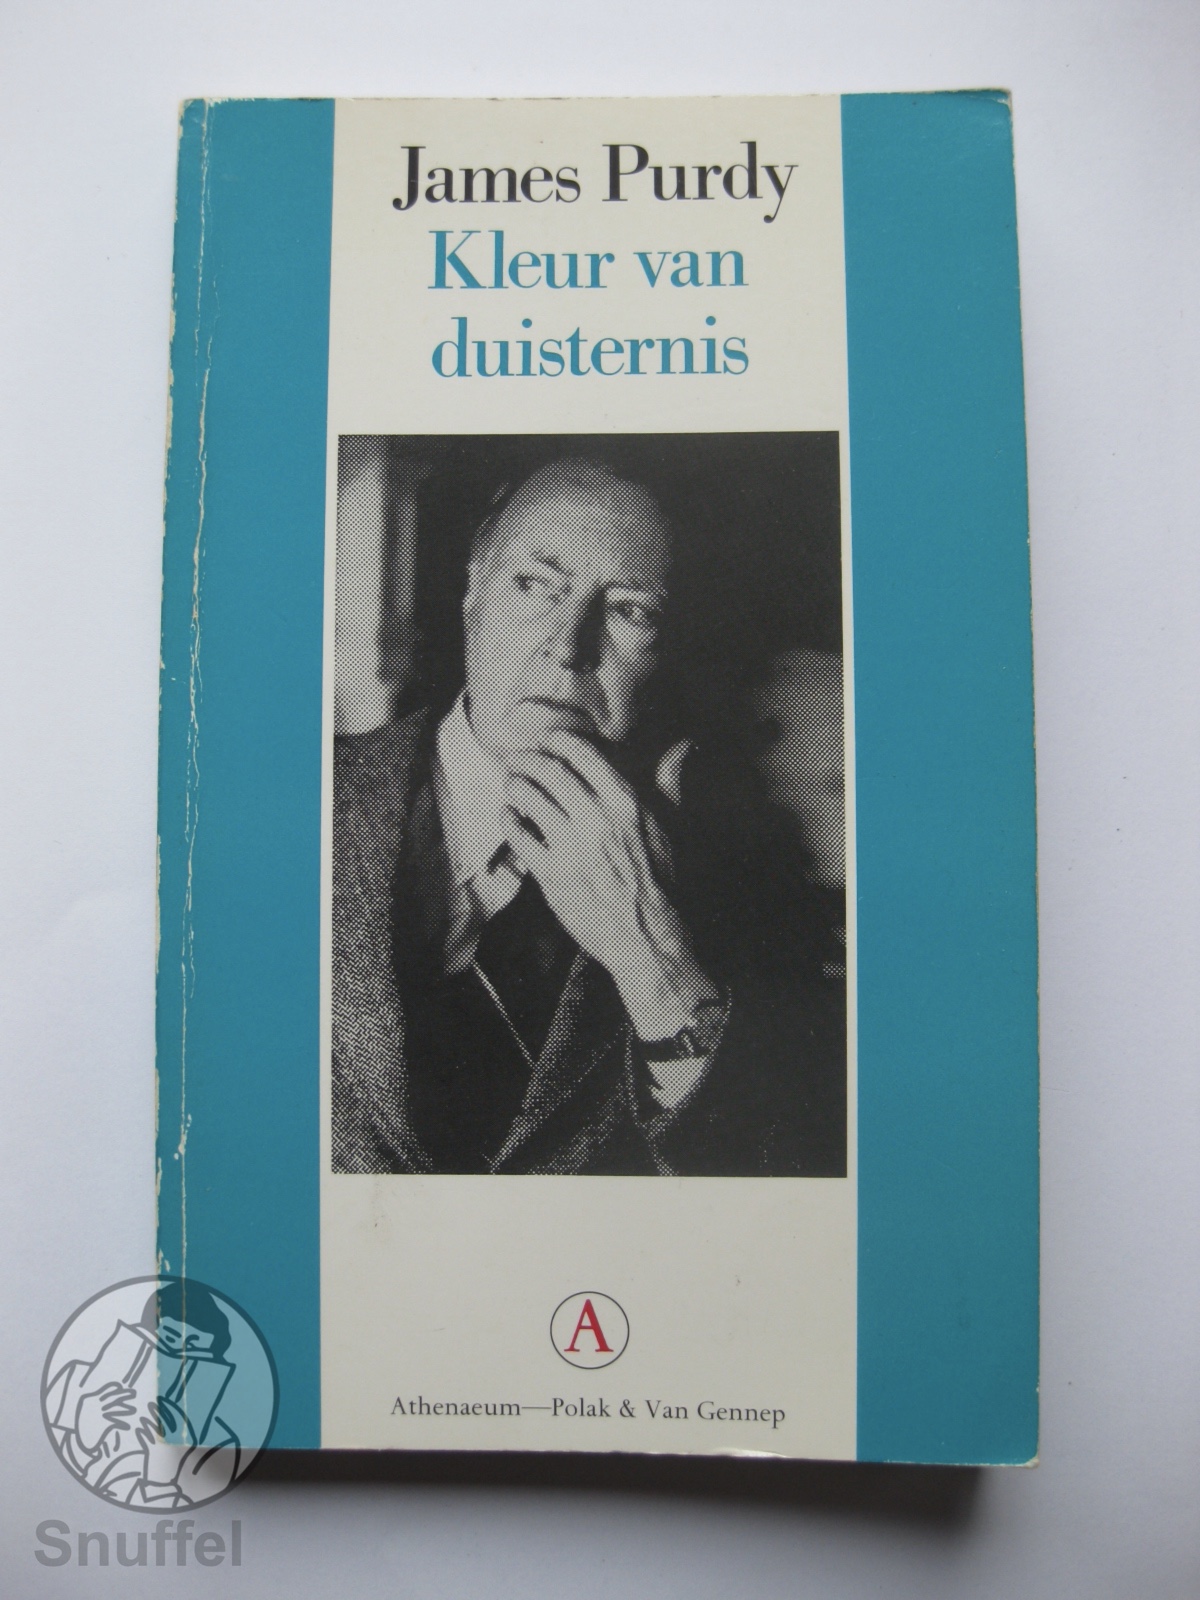 James Purdy
Kleur van
duisternis
A
Athenaeum—Polak & Van Gennep
Snuffel